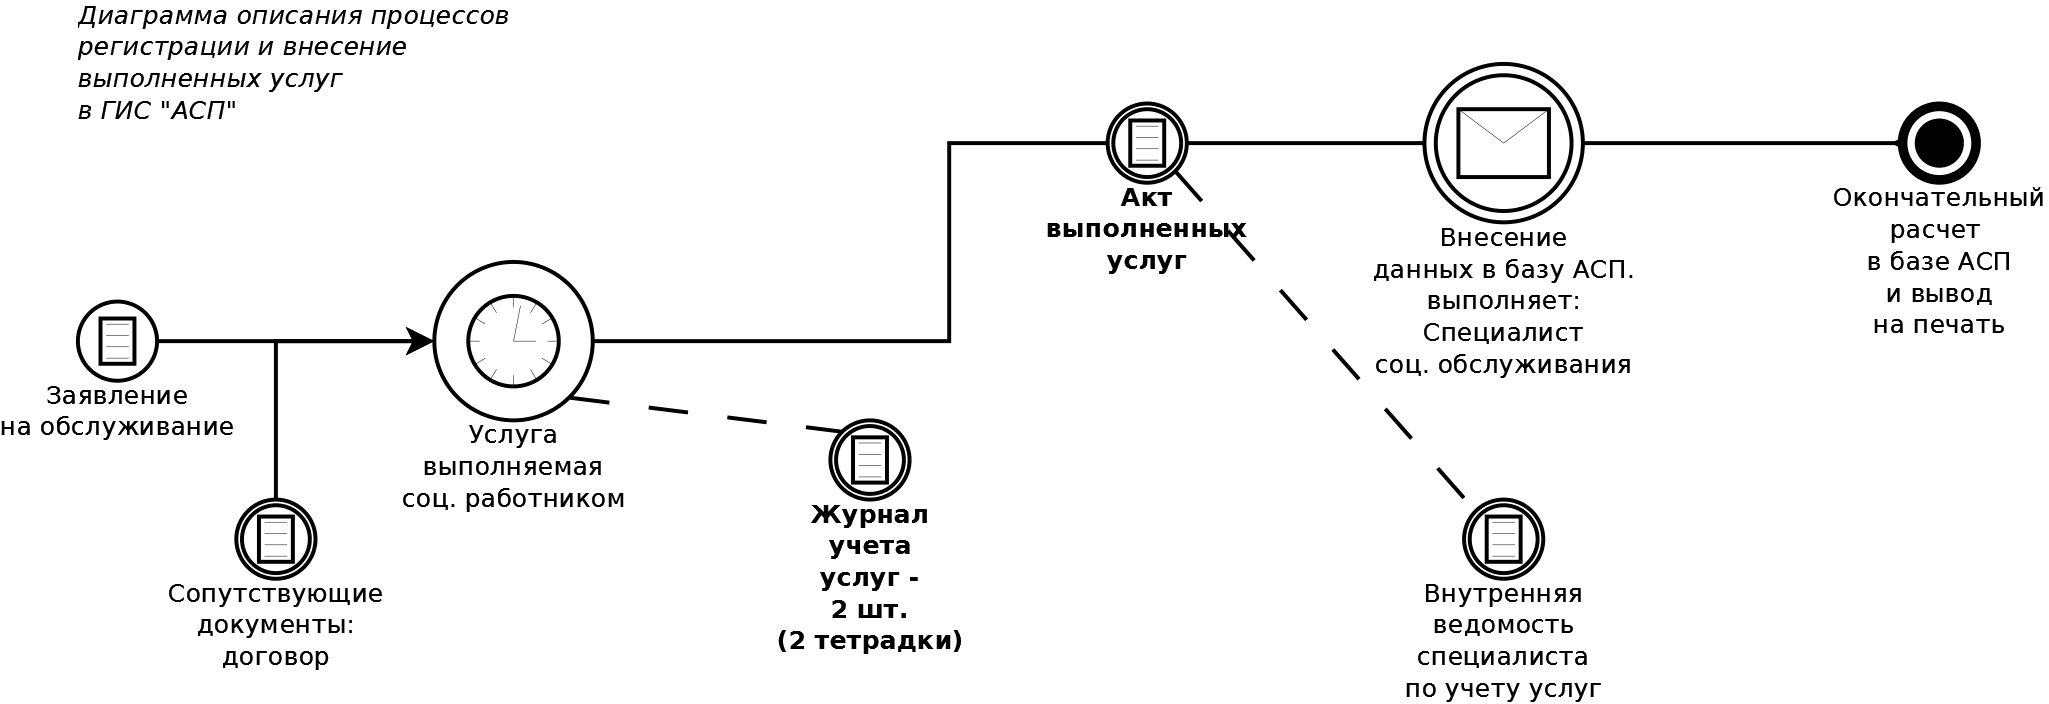 Диаграмма описания процессов
регистрации и внесение
выполненных услуг
в ГИС "АСП"
Заявление
на обслуживание
Сопутствующие
документы:
договор
Услуга
выполняемая
соц. работником
Журнал
учета
услуг -
2 шт.
(2 тетрадки)
Акт
выполненных
услуг
Внесение
данных в базу АСП.
выполняет:
Специалист
соц. обслуживания
Внутренняя
ведомость
специалиста
по учету услуг
Окончательный
расчет
в базе АСП
и вывод
на печать